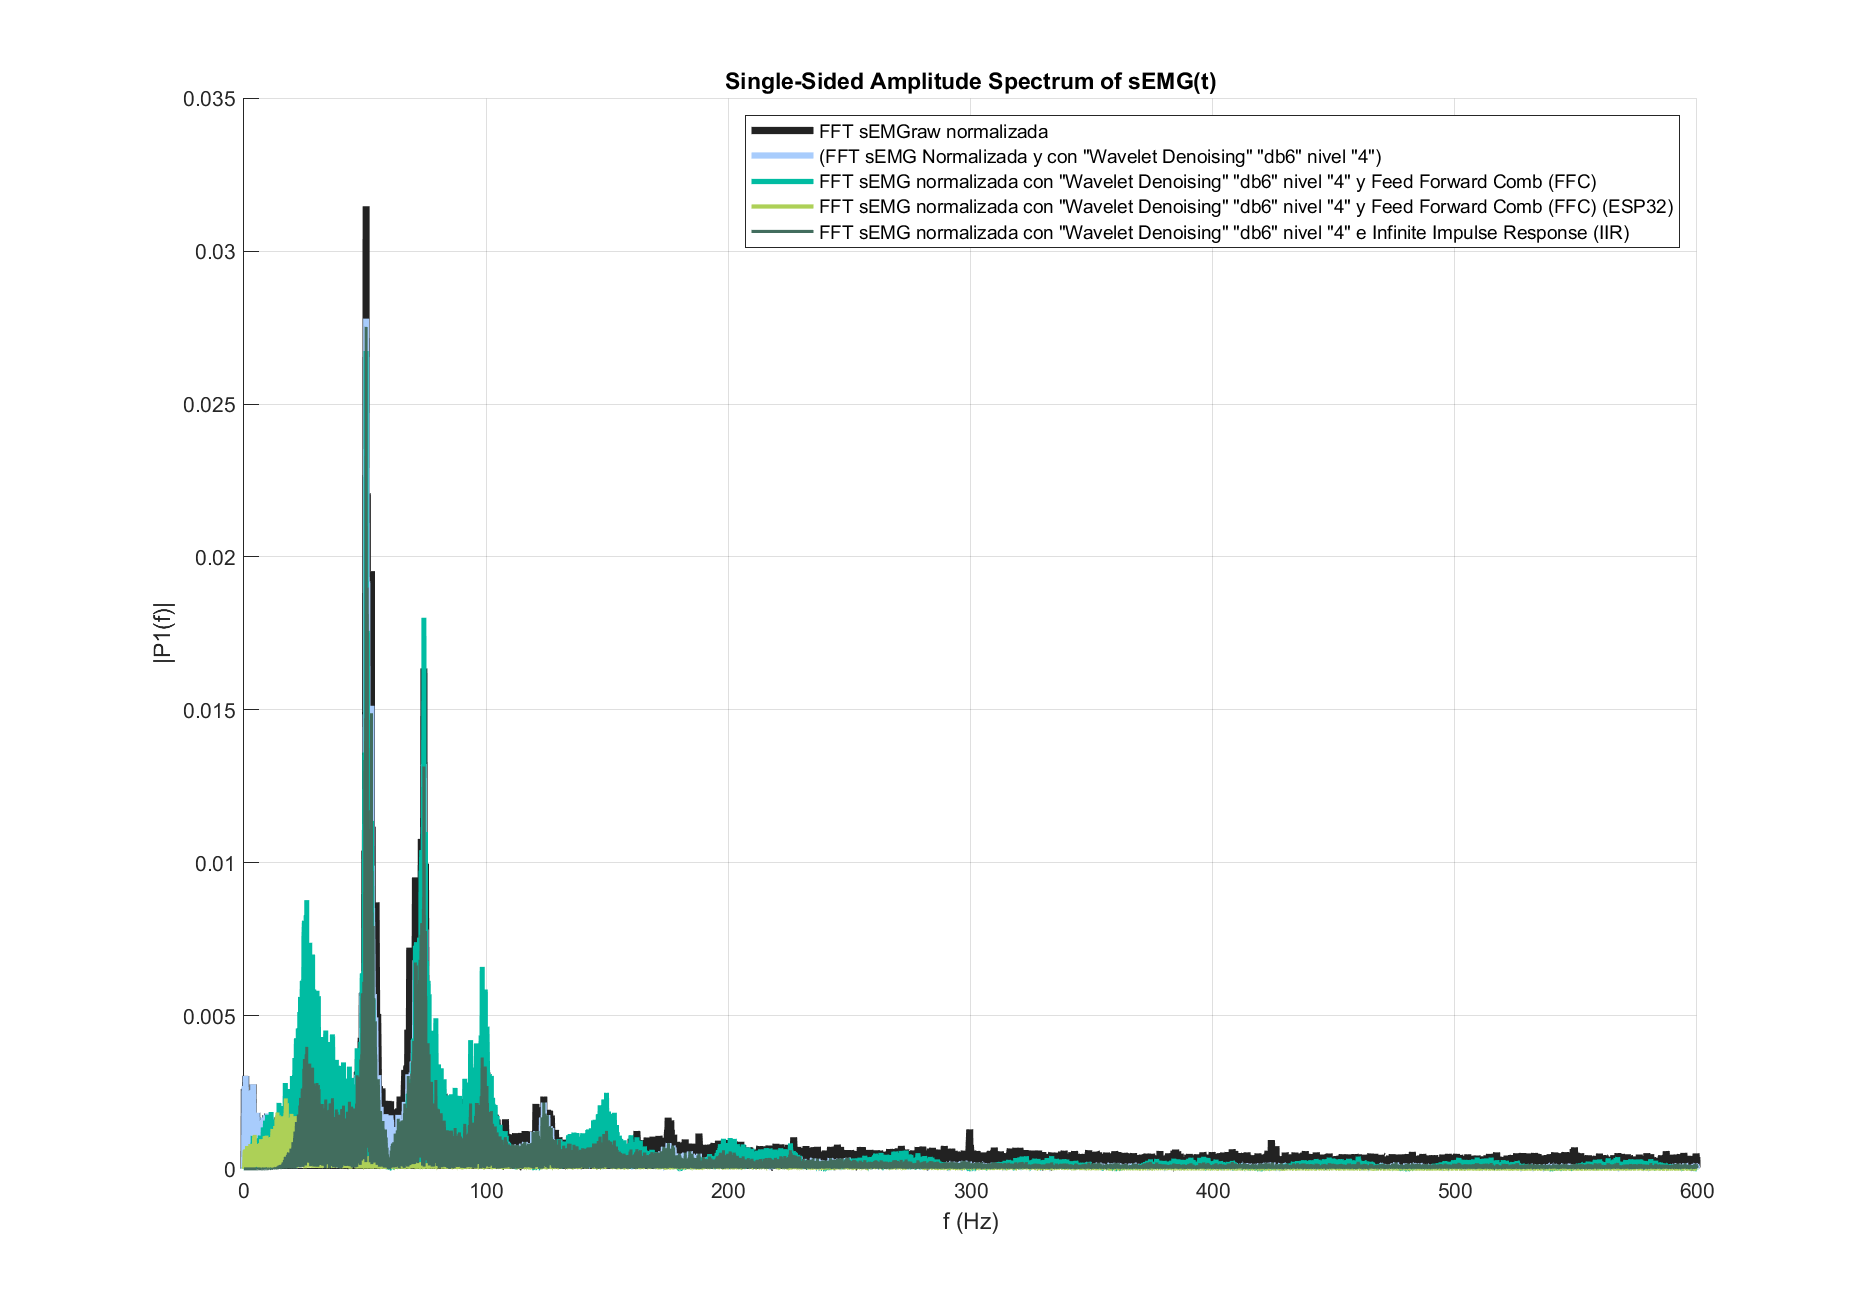 Single-Sided Amplitude Spectrum of sEMG(t)
0.035
0.03
0.025
0.02
0.015
0.01
0.005
0
|P1(f)|
FFT sEMGraw normalizada
(FFT sEMG Normalizada y con "Wavelet Denoising" "db6" nivel "4")
FFT sEMG normalizada con "Wavelet Denoising" "db6" nivel "4" y Feed Forward Comb (FFC)
FFT sEMG normalizada con "Wavelet Denoising" "db6" nivel "4" y Feed Forward Comb (FFC) (ESP32)
FFT sEMG normalizada con "Wavelet Denoising" "db6" nivel "4" e Infinite Impulse Response (IIR)
0 100 200 300 400 500 600
f (Hz)